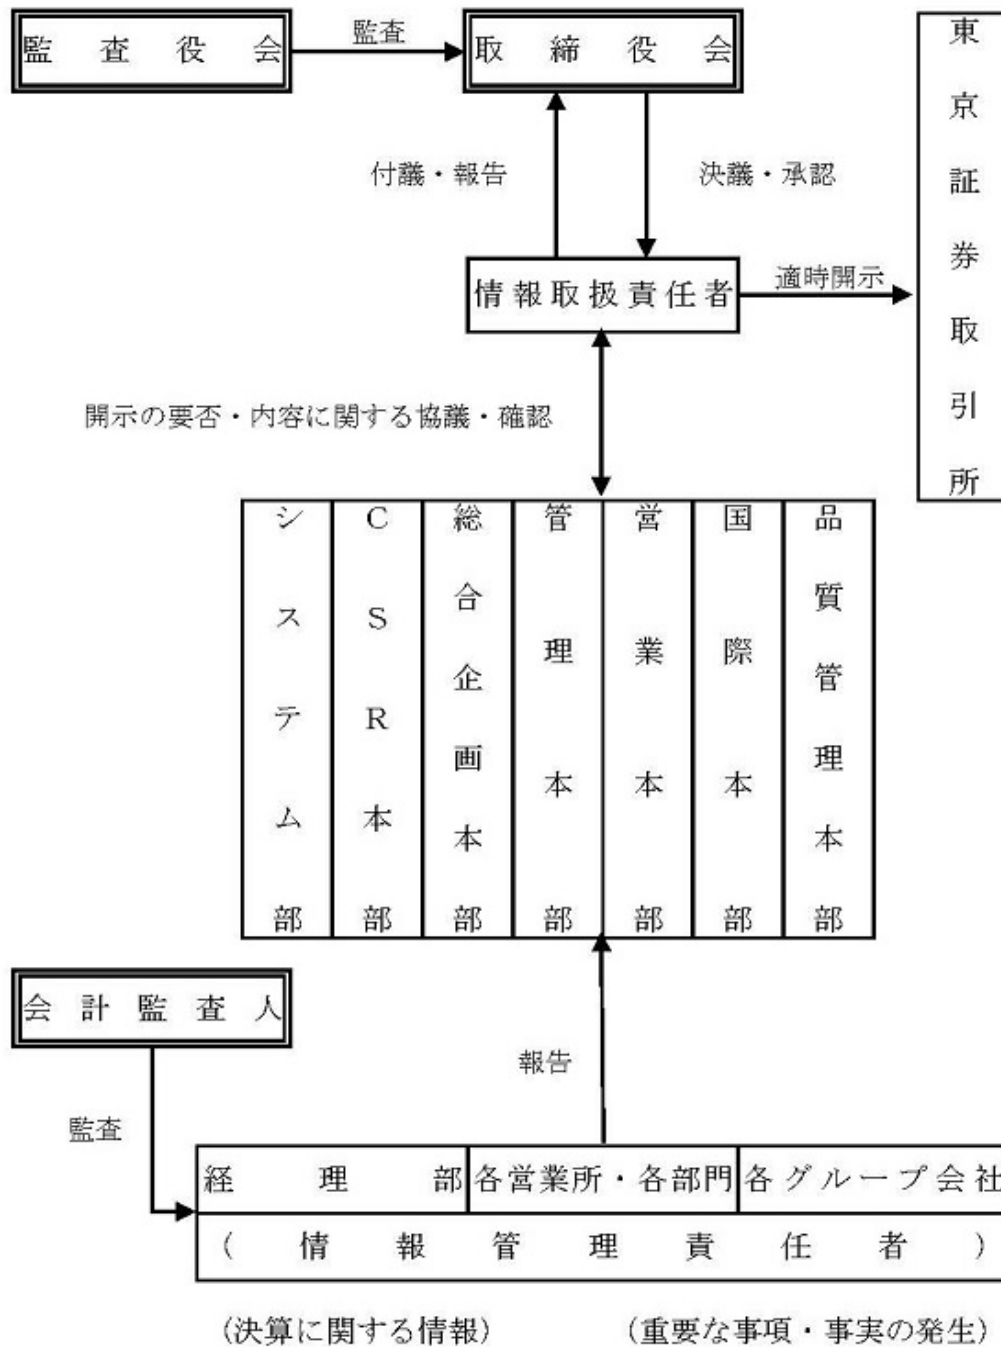 監査役会
監査
取締役会
東京証券取引所
付議・報告
決議・承認
情報取扱責任者
適時開示
開示の要否・内容に関する協議・確認
システム部
CSR本部
総合企画本部
管理本部
営業本部
国際本部
品質管理本部
会計監査人
報告
監査
経理部
各営業所・各部門
各グループ会社
(情報管理責任者)
(決算に関する情報)
(重要な事項・事実の発生)